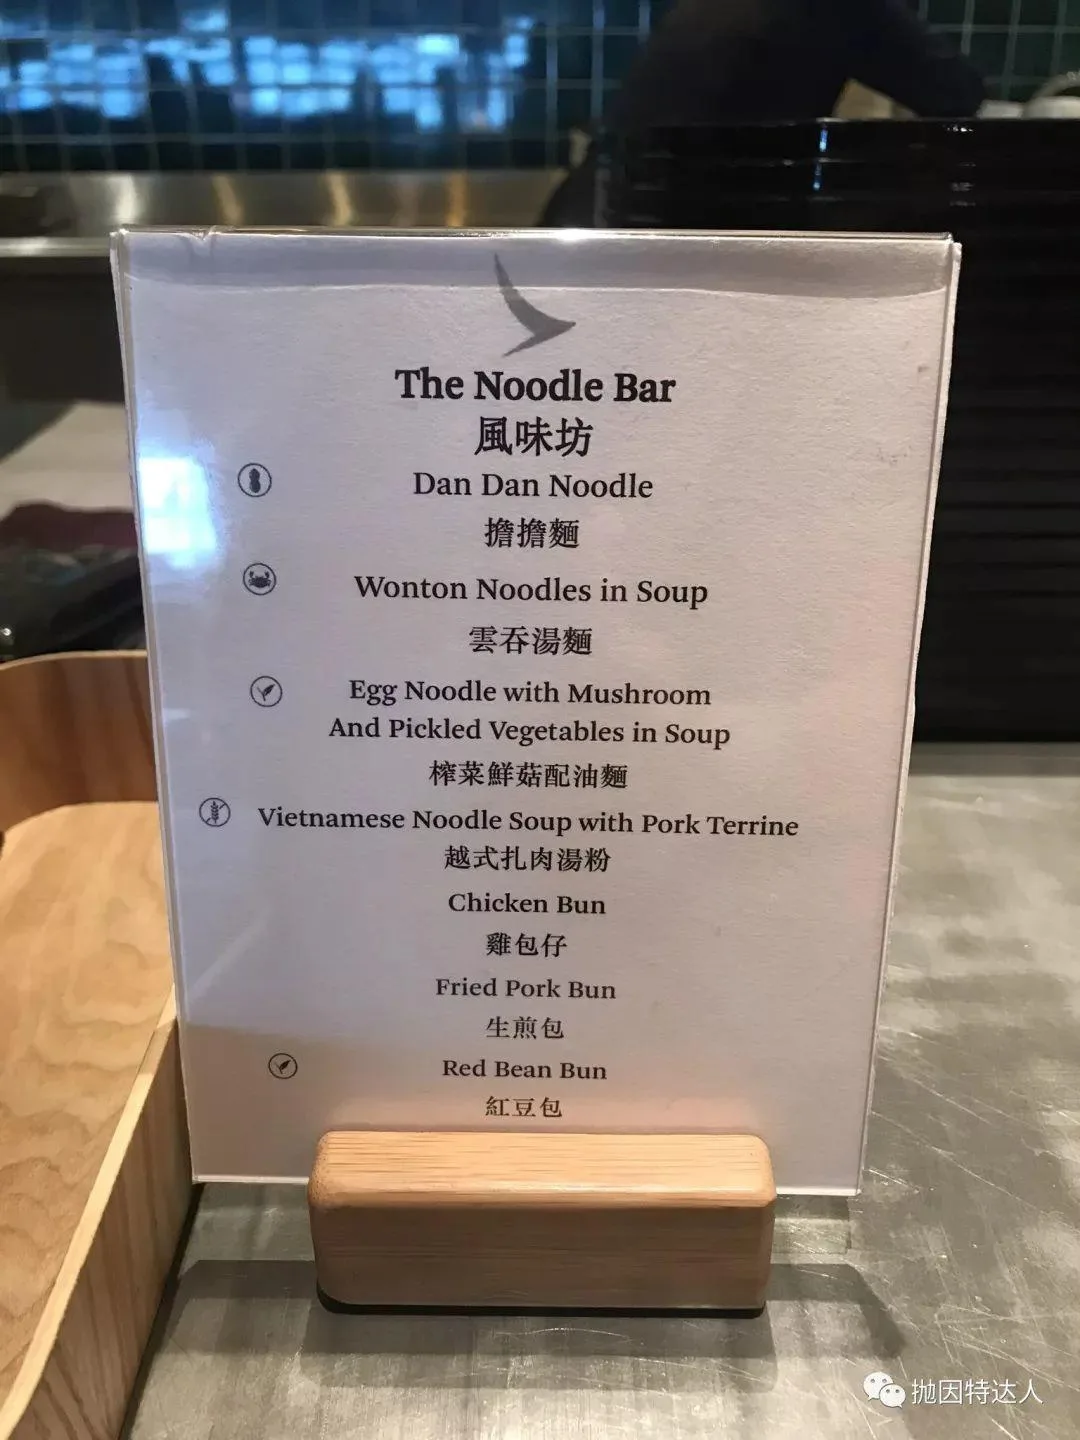 The Noodle Bar
風味坊
Dan Dan Noodle
擔擔麵
Wonton Noodles in Soup
雲吞湯麵
Egg Noodle with Mushroom
And Pickled Vegetables in Soup
榨菜鮮菇配油麵
Vietnamese Noodle Soup with Pork Terrine
越式扎肉湯粉
Chicken Bun
雞包仔
Fried Pork Bun
生煎包
Red Bean Bun
紅豆包
抛因特达人